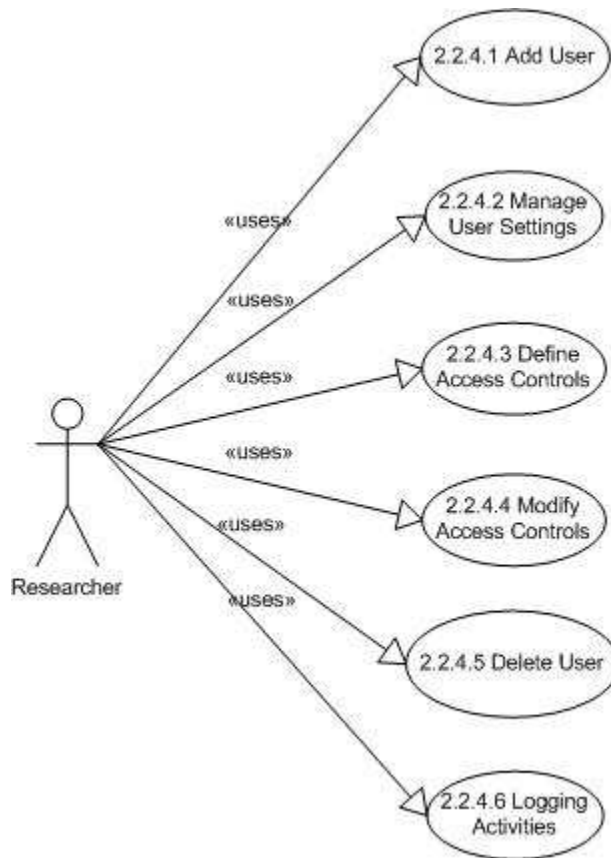 2.2.4.1 Add User
«uses»
2.2.4.2 Manage
User Settings
«uses»
2.2.4.3 Define
Access Controls
«uses»
«uses»
2.2.4.4 Modify
Access Controls
«uses»
Researcher
«uses»
2.2.4.5 Delete User
2.2.4.6 Logging
Activities